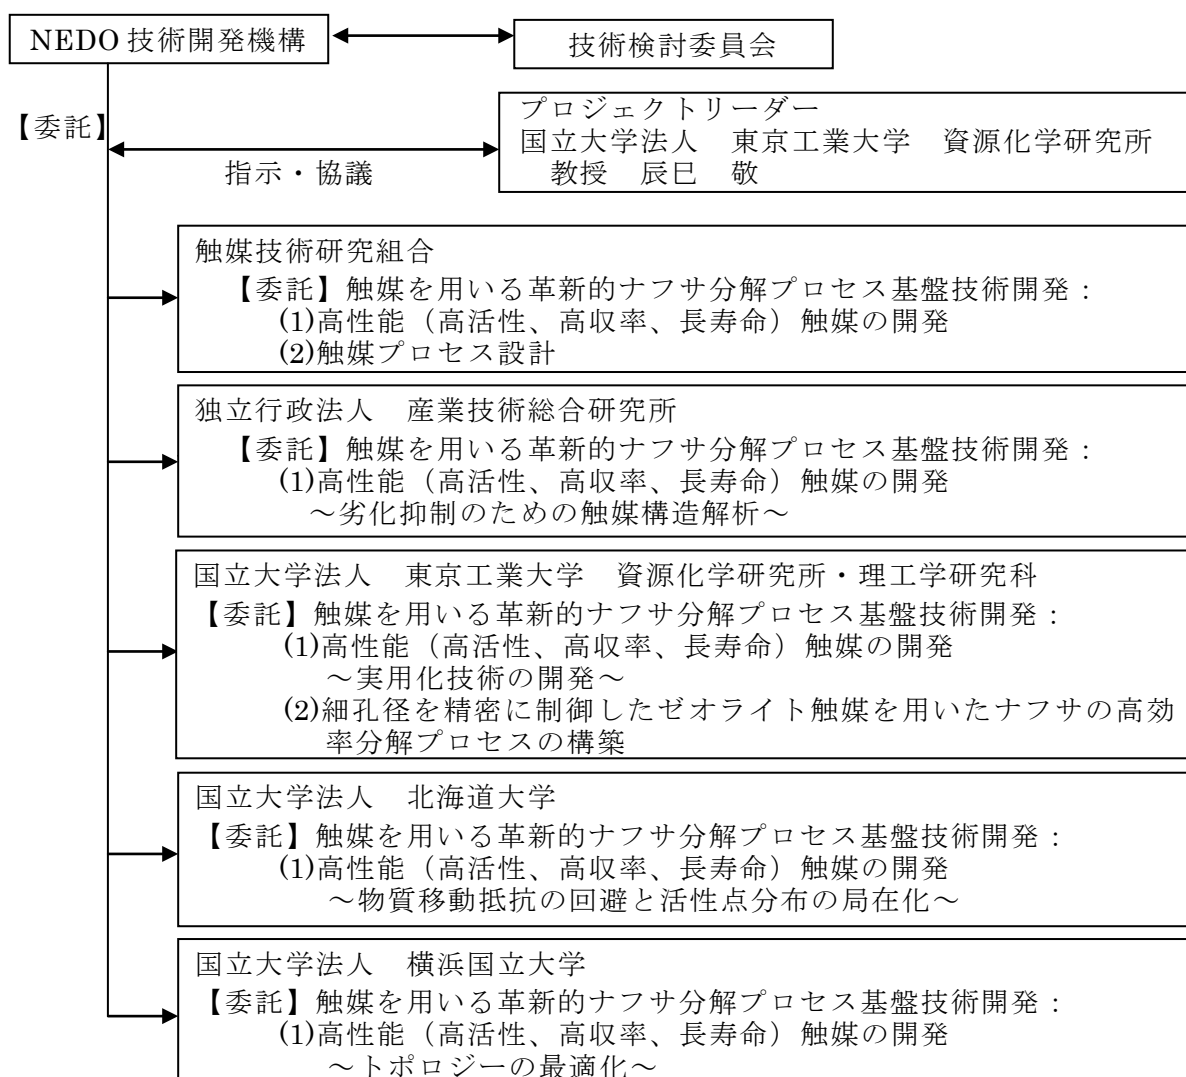 NEDO 技術開発機構
技術検討委員会
【委託】
プロジェクトリーダー
国立大学法人　東京工業大学　資源化学研究所
教授　辰巳　敬
指示・協議
触媒技術研究組合
【委託】触媒を用いる革新的ナフサ分解プロセス基盤技術開発：
(1)高性能（高活性、高収率、長寿命）触媒の開発
(2)触媒プロセス設計
独立行政法人　産業技術総合研究所
【委託】触媒を用いる革新的ナフサ分解プロセス基盤技術開発：
(1)高性能（高活性、高収率、長寿命）触媒の開発
～劣化抑制のための触媒構造解析～
国立大学法人　東京工業大学　資源化学研究所・理工学研究科
【委託】触媒を用いる革新的ナフサ分解プロセス基盤技術開発：
(1)高性能（高活性、高収率、長寿命）触媒の開発
～実用化技術の開発～
(2)細孔径を精密に制御したゼオライト触媒を用いたナフサの高効
率分解プロセスの構築
国立大学法人　北海道大学
【委託】触媒を用いる革新的ナフサ分解プロセス基盤技術開発：
(1)高性能（高活性、高収率、長寿命）触媒の開発
～物質移動抵抗の回避と活性点分布の局在化～
国立大学法人　横浜国立大学
【委託】触媒を用いる革新的ナフサ分解プロセス基盤技術開発：
(1)高性能（高活性、高収率、長寿命）触媒の開発
～トポロジーの最適化～